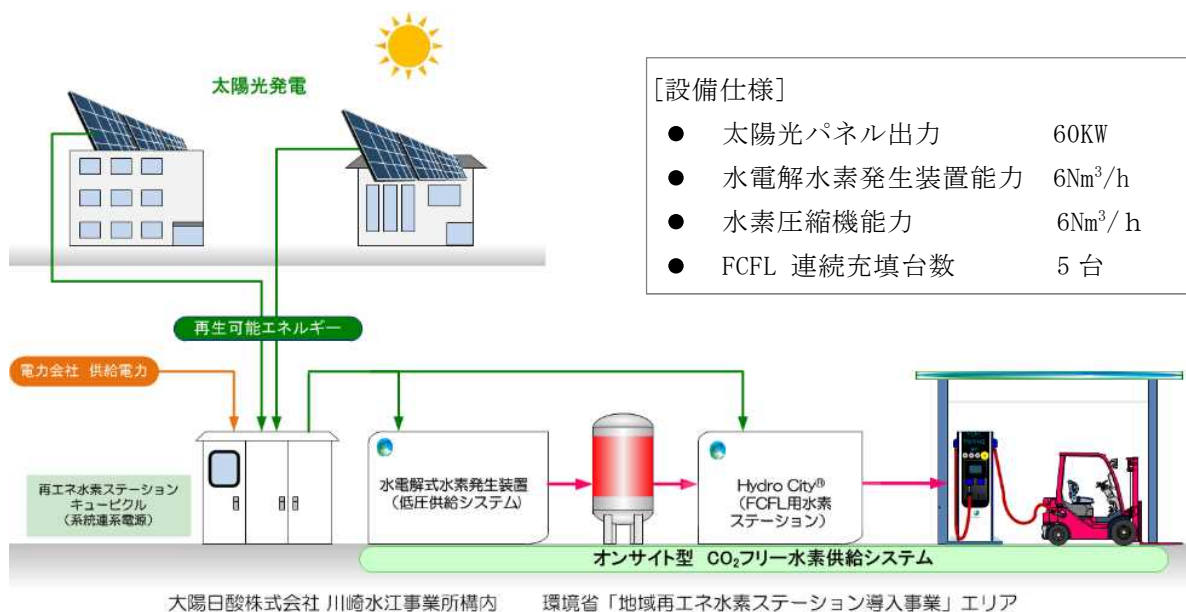 太陽光発電
[設備仕様]
● 太陽光パネル出力 60KW
● 水電解水素発生装置能力 6Nm³/h
● 水素圧縮機能力 6Nm³/ｈ
● FCFL 連続充填台数 5 台
再生可能エネルギー
電力会社 供給電力
再エネ水素ステーション
キュービクル
(系統連系電源)
水電解式水素発生装置
(低圧供給システム)
Hydro City®
(FCFL用水素
ステーション)
オンサイト型 CO₂フリー水素供給システム
大陽日酸株式会社 川崎水江事業所構内 環境省「地域再エネ水素ステーション導入事業」エリア